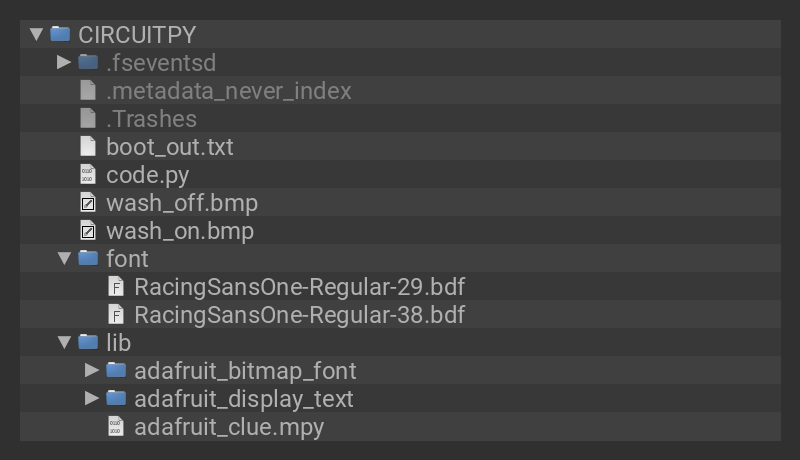 CIRCUITPY
.fseventsd
.metadata_never_index
.Trashes
boot_out.txt
code.py
wash_off.bmp
wash_on.bmp
font
RacingSansOne-Regular-29.bdf
RacingSansOne-Regular-38.bdf
lib
adafruit_bitmap_font
adafruit_display_text
adafruit_clue.mpy